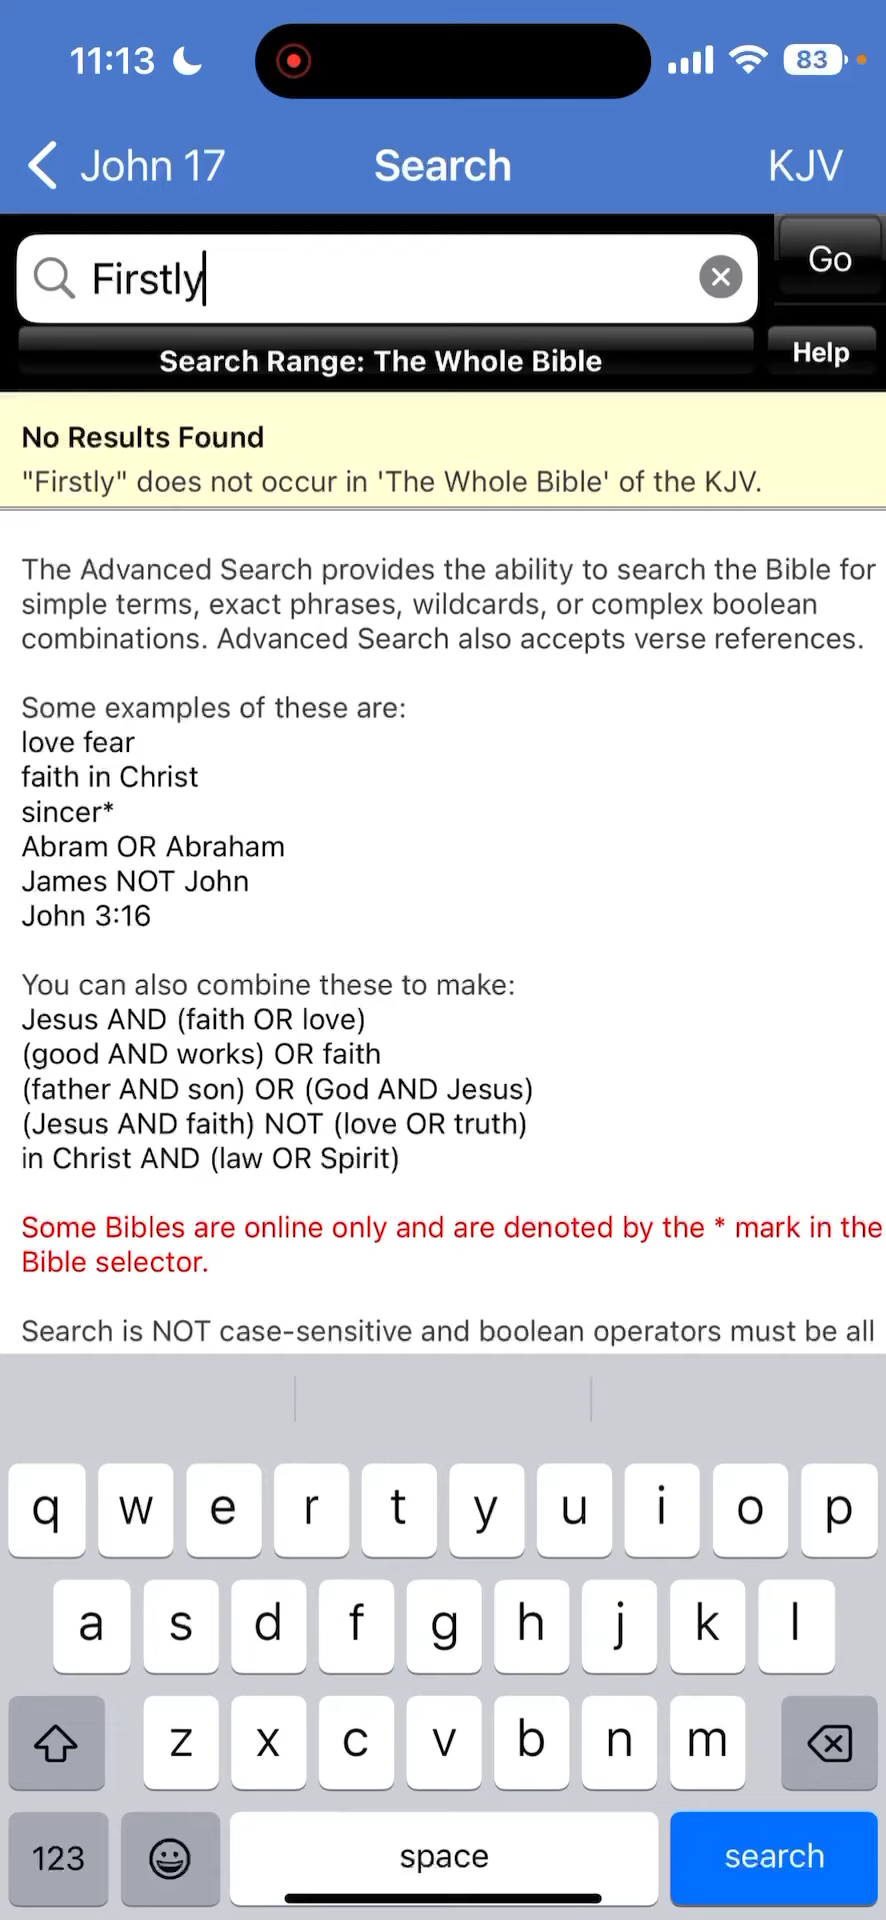 11:13
83
John 17
Search
KJV
Firstly
Go
Search Range: The Whole Bible
Help
No Results Found
"Firstly" does not occur in 'The Whole Bible' of the KJV.
The Advanced Search provides the ability to search the Bible for
simple terms, exact phrases, wildcards, or complex boolean
combinations. Advanced Search also accepts verse references.
Some examples of these are:
love fear
faith in Christ
sincer*
Abram OR Abraham
James NOT John
John 3:16
You can also combine these to make:
Jesus AND (faith OR love)
(good AND works) OR faith
(father AND son) OR (God AND Jesus)
(Jesus AND faith) NOT (love OR truth)
in Christ AND (law OR Spirit)
Some Bibles are online only and are denoted by the * mark in the
Bible selector.
Search is NOT case-sensitive and boolean operators must be all
q w e r t y u i o p
a s d f g h j k l
z x c v b n m
123 space search